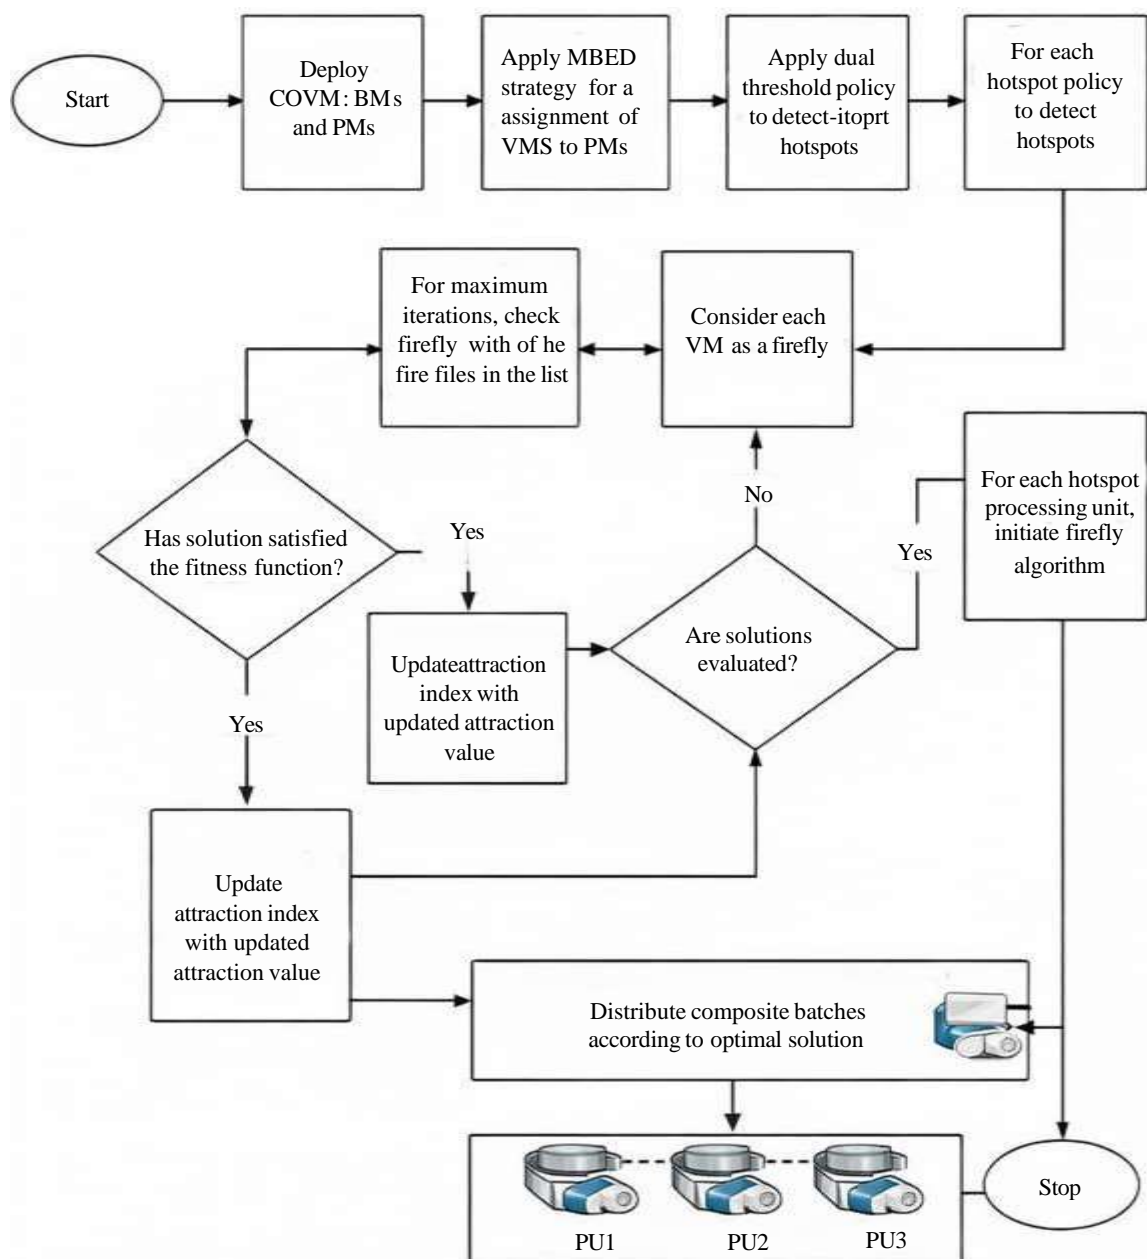 Start
Deploy
COVM: BMs
and PMs
Apply MBED
strategy for a
assignment of
VMS to PMs
Apply dual
threshold policy
to detect-itoprt
hotspots
For each
hotspot policy
to detect
hotspots
For maximum
ifterations, check
firefly with of he
fire files in the list
Consider each
VM as a firefly
For each hotspot
processing unit,
initiate firefly
algorithm
No
Yes
Has solution satisfied
the fitness function?
Yes
Are solutions
evaluated?
Updateattraction
index with
updated attraction
value
Yes
Update
attraction index
with updated
attraction value
Distribute composite batches
according to optimal solution
Stop
PU1
PU2
PU3